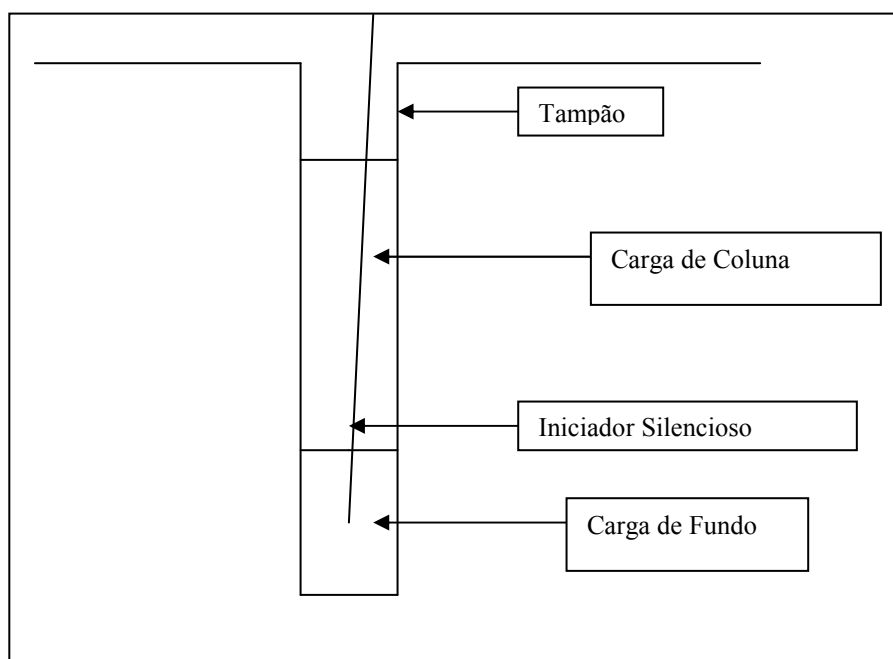 Tampão
Carga de Coluna
Iniciador Silencioso
Carga de Fundo